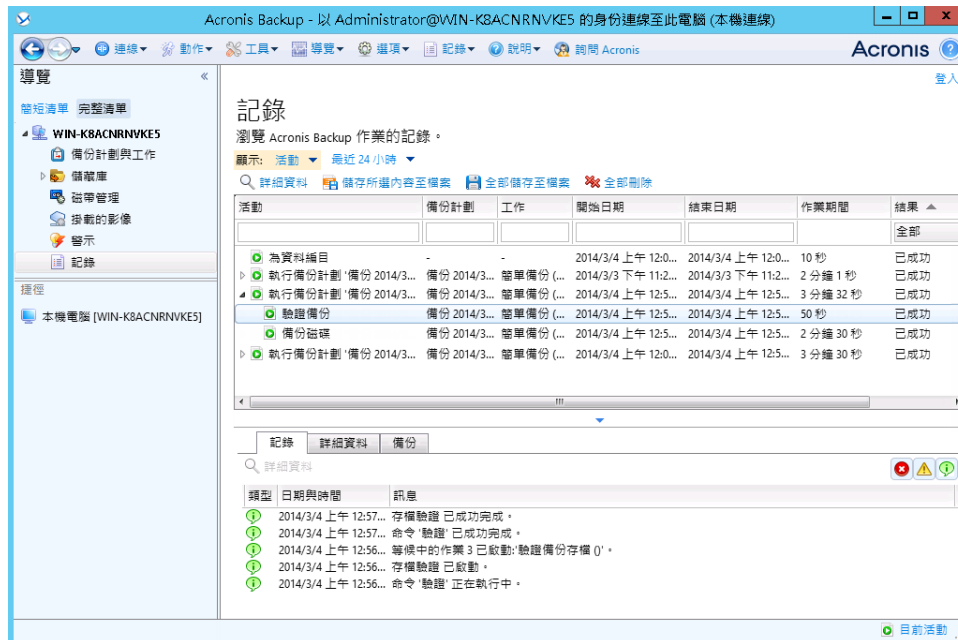 Acronis Backup - 以 Administrator@WIN-K8ACNRNVKE5 的身份連線至此電腦 (本機連線)
連線 動作 工具 導覽 選項 記錄 說明 詢問 Acronis Acronis
導覽
登入
簡短清單 完整清單
WIN-K8ACNRNVKE5
備份計劃與工作
儲藏庫
磁帶管理
掛載的影像
警示
記錄
捷徑
本機電腦 [WIN-K8ACNRNVKE5]
記錄
瀏覽 Acronis Backup 作業的記錄。
顯示: 活動 最近 24 小時
詳細資料 儲存所選內容至檔案 全部儲存至檔案 全部刪除
活動 備份計劃 工作 開始日期 結束日期 作業期間 結果
全部
為資料編目 - - 2014/3/4 上午 12:0... 2014/3/4 上午 12:0... 10 秒 已成功
執行備份計劃 '備份 2014/3... 備份 2014/3... 簡單備份 (... 2014/3/3 下午 11:2... 2014/3/3 下午 11:2... 2 分鐘 1 秒 已成功
執行備份計劃 '備份 2014/3... 備份 2014/3... 簡單備份 (... 2014/3/4 上午 12:5... 2014/3/4 上午 12:5... 3 分鐘 32 秒 已成功
驗證備份 備份 2014/3... 簡單備份 (... 2014/3/4 上午 12:5... 2014/3/4 上午 12:5... 50 秒 已成功
備份磁碟 備份 2014/3... 簡單備份 (... 2014/3/4 上午 12:5... 2014/3/4 上午 12:5... 2 分鐘 30 秒 已成功
執行備份計劃 '備份 2014/3... 備份 2014/3... 簡單備份 (... 2014/3/4 上午 12:0... 2014/3/4 上午 12:5... 3 分鐘 30 秒 已成功
記錄 詳細資料 備份
詳細資料
類型 日期與時間 訊息
2014/3/4 上午 12:57... 存檔驗證 已成功完成。
2014/3/4 上午 12:57... 命令 '驗證' 已成功完成。
2014/3/4 上午 12:56... 等候中的作業 3 已啟動:'驗證備份存檔 ()'。
2014/3/4 上午 12:56... 存檔驗證 已啟動。
2014/3/4 上午 12:56... 命令 '驗證' 正在執行中。
目前活動